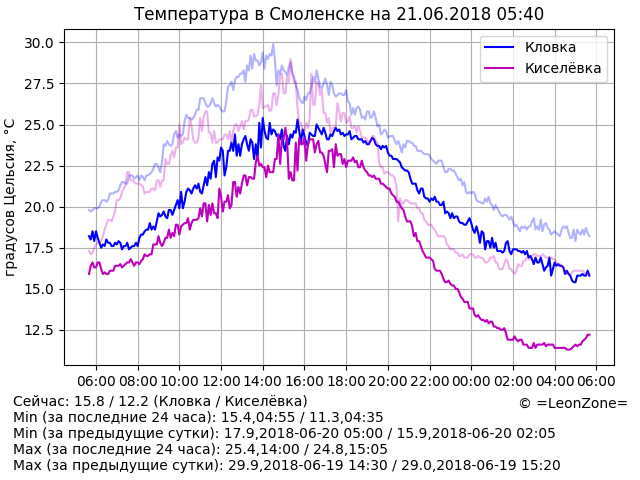 Температура в Смоленске на 21.06.2018 05:40
Кловка
Киселёвка
градусов Цельсия, °C
30.0
27.5
25.0
22.5
20.0
17.5
15.0
12.5
06:00 08:00 10:00 12:00 14:00 16:00 18:00 20:00 22:00 00:00 02:00 04:00 06:00
Сейчас: 15.8 / 12.2 (Кловка / Киселёвка)
© =LeonZone=
Min (за последние 24 часа): 15.4,04:55 / 11.3,04:35
Min (за предыдущие сутки): 17.9,2018-06-20 05:00 / 15.9,2018-06-20 02:05
Max (за последние 24 часа): 25.4,14:00 / 24.8,15:05
Max (за предыдущие сутки): 29.9,2018-06-19 14:30 / 29.0,2018-06-19 15:20